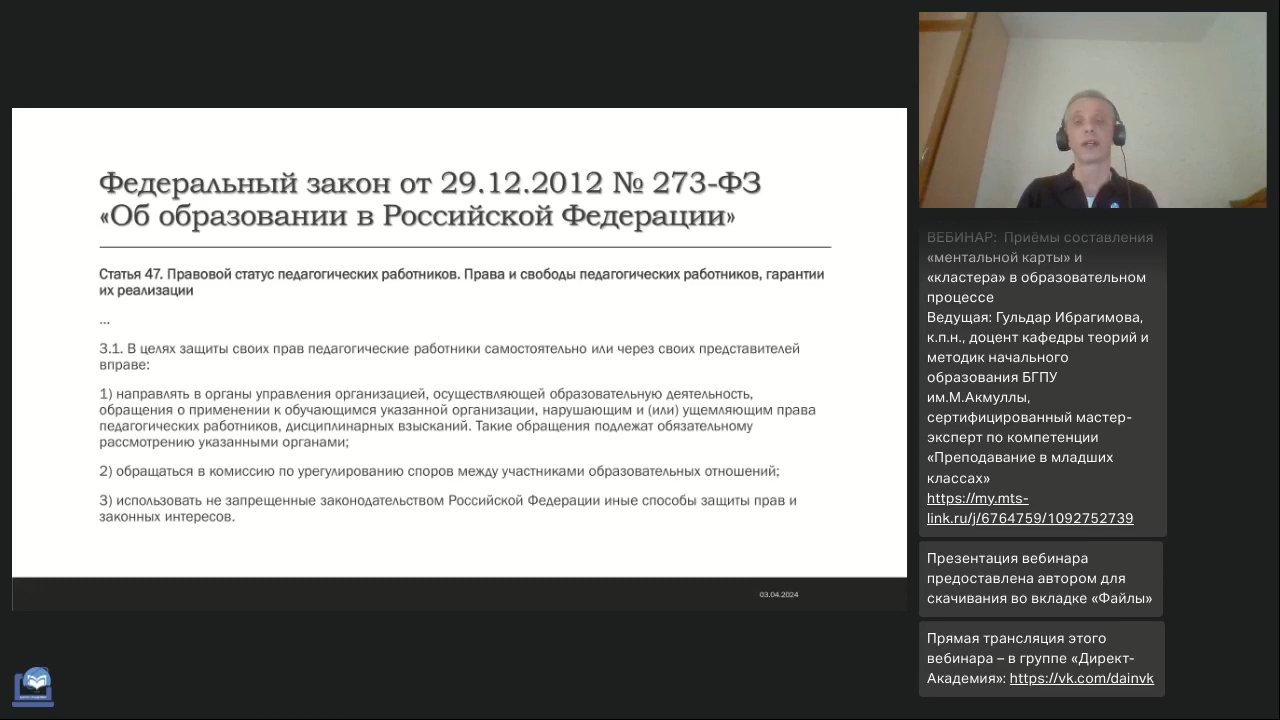 Федеральный закон от 29.12.2012 № 273-ФЗ
«Об образовании в Российской Федерации»
Статья 47. Правовой статус педагогических работников. Права и свободы педагогических работников, гарантии
их реализации
...
3.1. В целях защиты своих прав педагогические работники самостоятельно или через своих представителей
вправе:
1) направлять в органы управления организацией, осуществляющей образовательную деятельность,
обращения о применении к обучающимся указанной организации, нарушающим и (или) ущемляющим права
педагогических работников, дисциплинарных взысканий. Такие обращения подлежат обязательному
рассмотрению указанными органами;
2) обращаться в комиссию по урегулированию споров между участниками образовательных отношений;
3) использовать не запрещенные законодательством Российской Федерации иные способы защиты прав и
законных интересов.
03.04.2024
ВЕБИНАР: Приёмы составления
«ментальной карты» и
«кластера» в образовательном
процессе
Ведущая: Гульдар Ибрагимова,
к.п.н., доцент кафедры теорий и
методик начального
образования БГПУ
им.М.Акмуллы,
сертифицированный мастер-
эксперт по компетенции
«Преподавание в младших
классах»
https://my.mts-
link.ru/j/6764759/1092752739
Презентация вебинара
предоставлена автором для
скачивания во вкладке «Файлы»
Прямая трансляция этого
вебинара – в группе «Директ-
Академия»: https://vk.com/dainvk